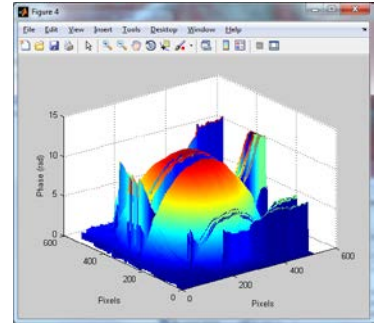 Figure 4
File Edit View Insert Tools Desktop Window Help
15
10
5
0
Phase (rad)
600
400
200
0
Pixels
0
200
400
600
Pixels